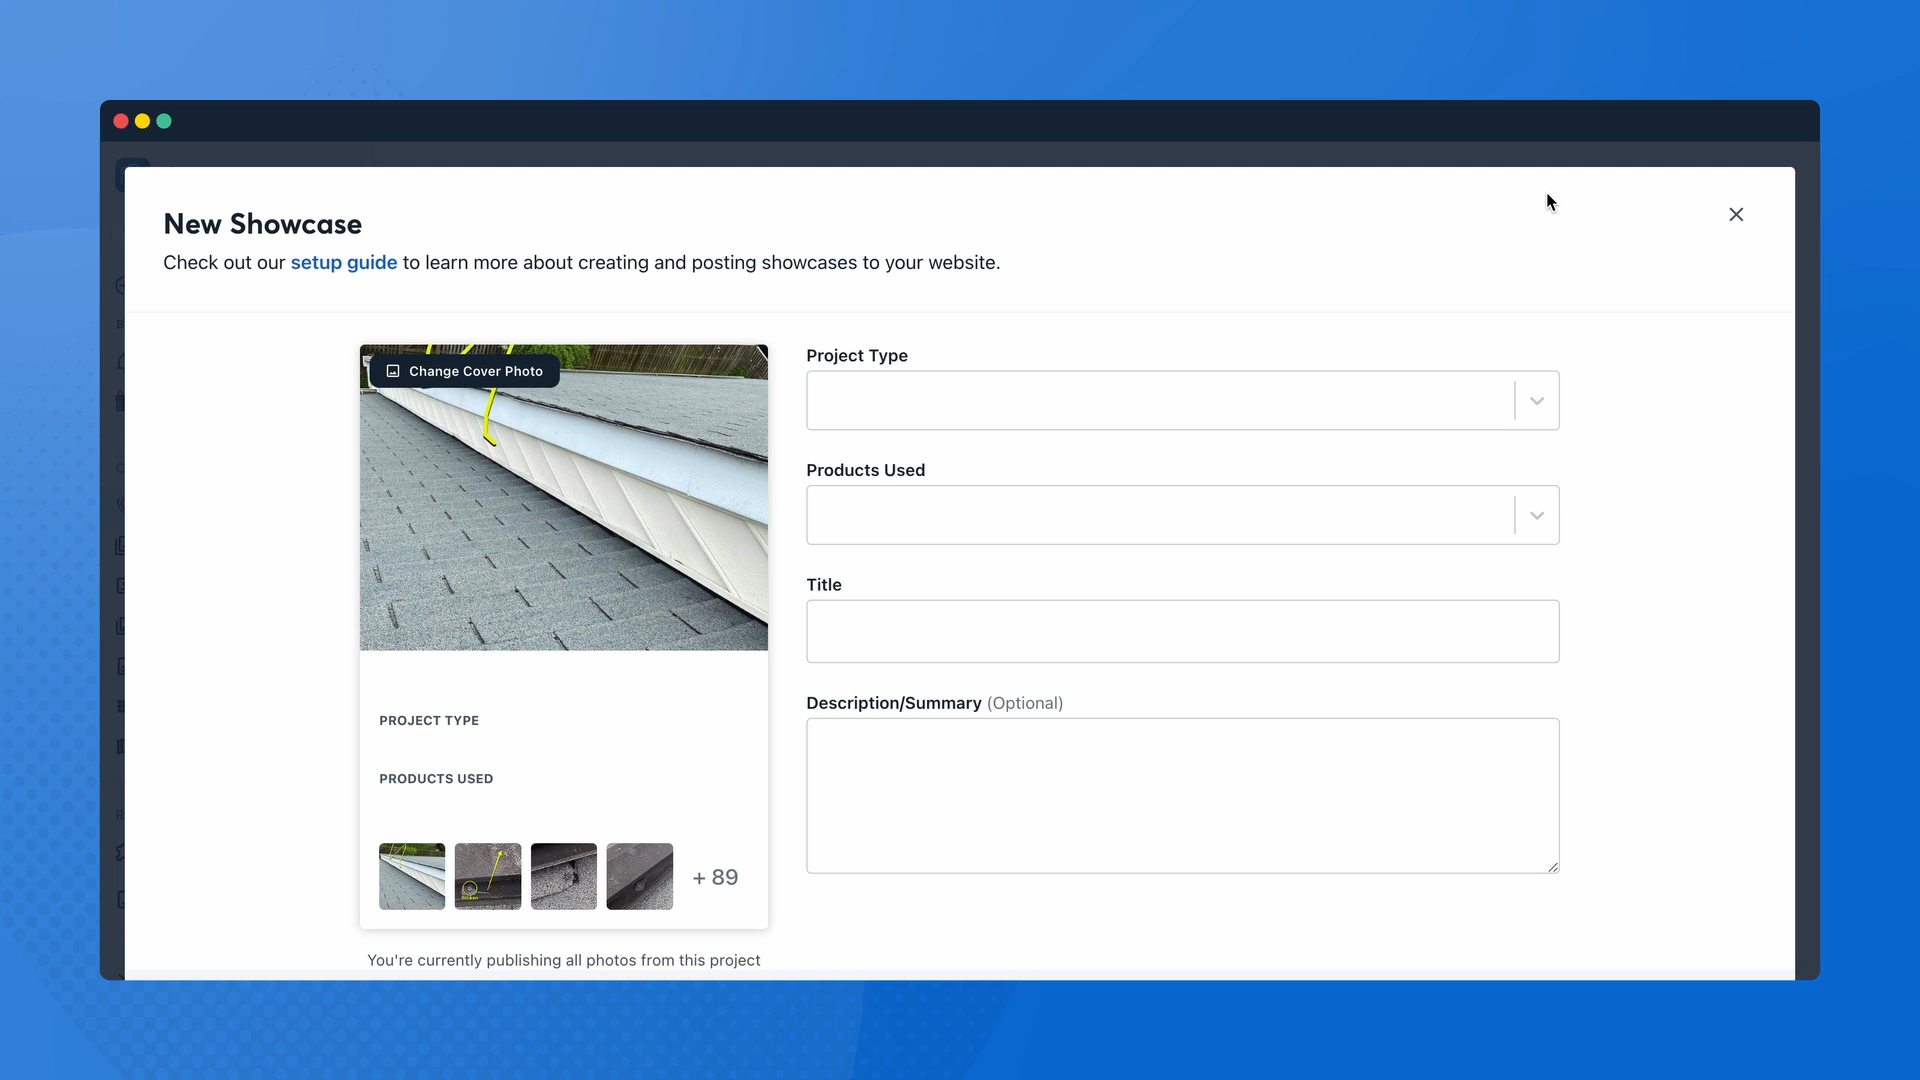 New Showcase
Check out our setup guide to learn more about creating and posting showcases to your website.
Change Cover Photo
PROJECT TYPE
PRODUCTS USED
+ 89
You're currently publishing all photos from this project
Project Type
Products Used
Title
Description/Summary (Optional)